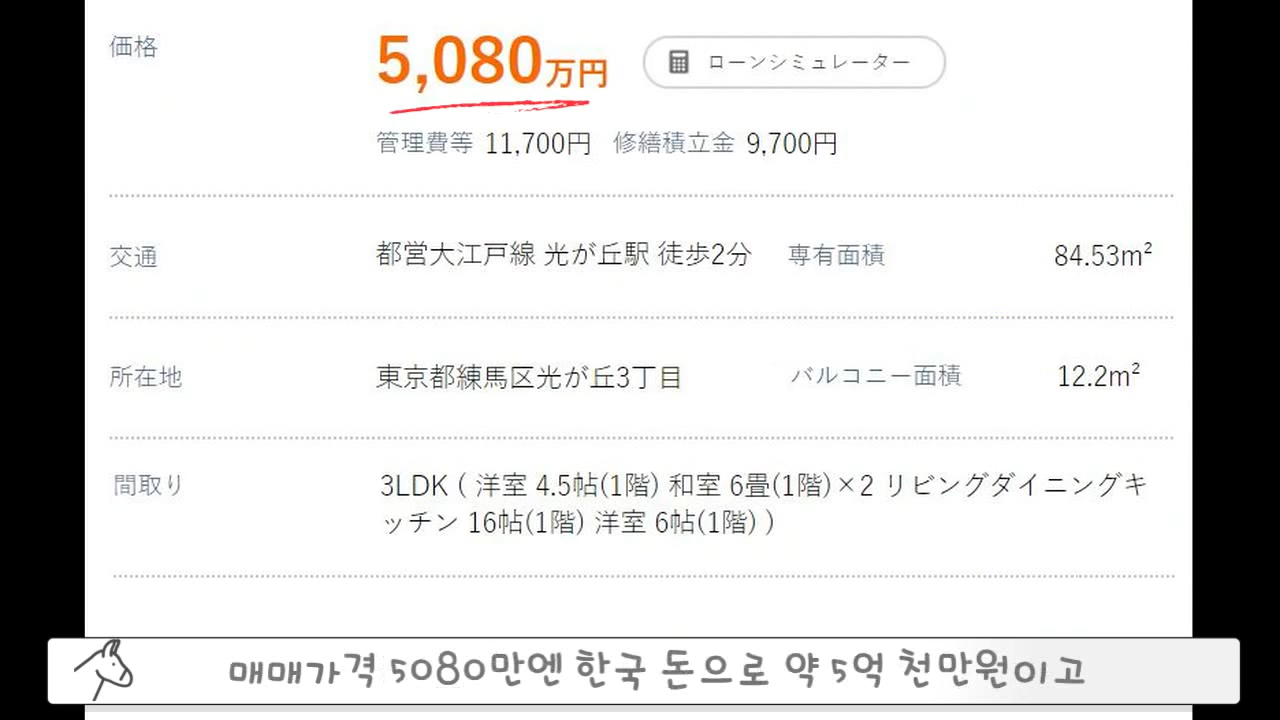 価格 5,080万円 ローンシミュレーター
管理費等 11,700円 修繕積立金 9,700円
交通 都営大江戸線 光が丘駅 徒歩2分 専有面積 84.53m²
所在地 東京都練馬区光が丘3丁目 バルコニー面積 12.2m²
間取り 3LDK ( 洋室 4.5帖(1階) 和室 6畳(1階)×2 リビングダイニングキ
ッチン 16帖(1階) 洋室 6帖(1階) )
매매가격 5080만엔 한국 돈으로 약 5억 천만원이고